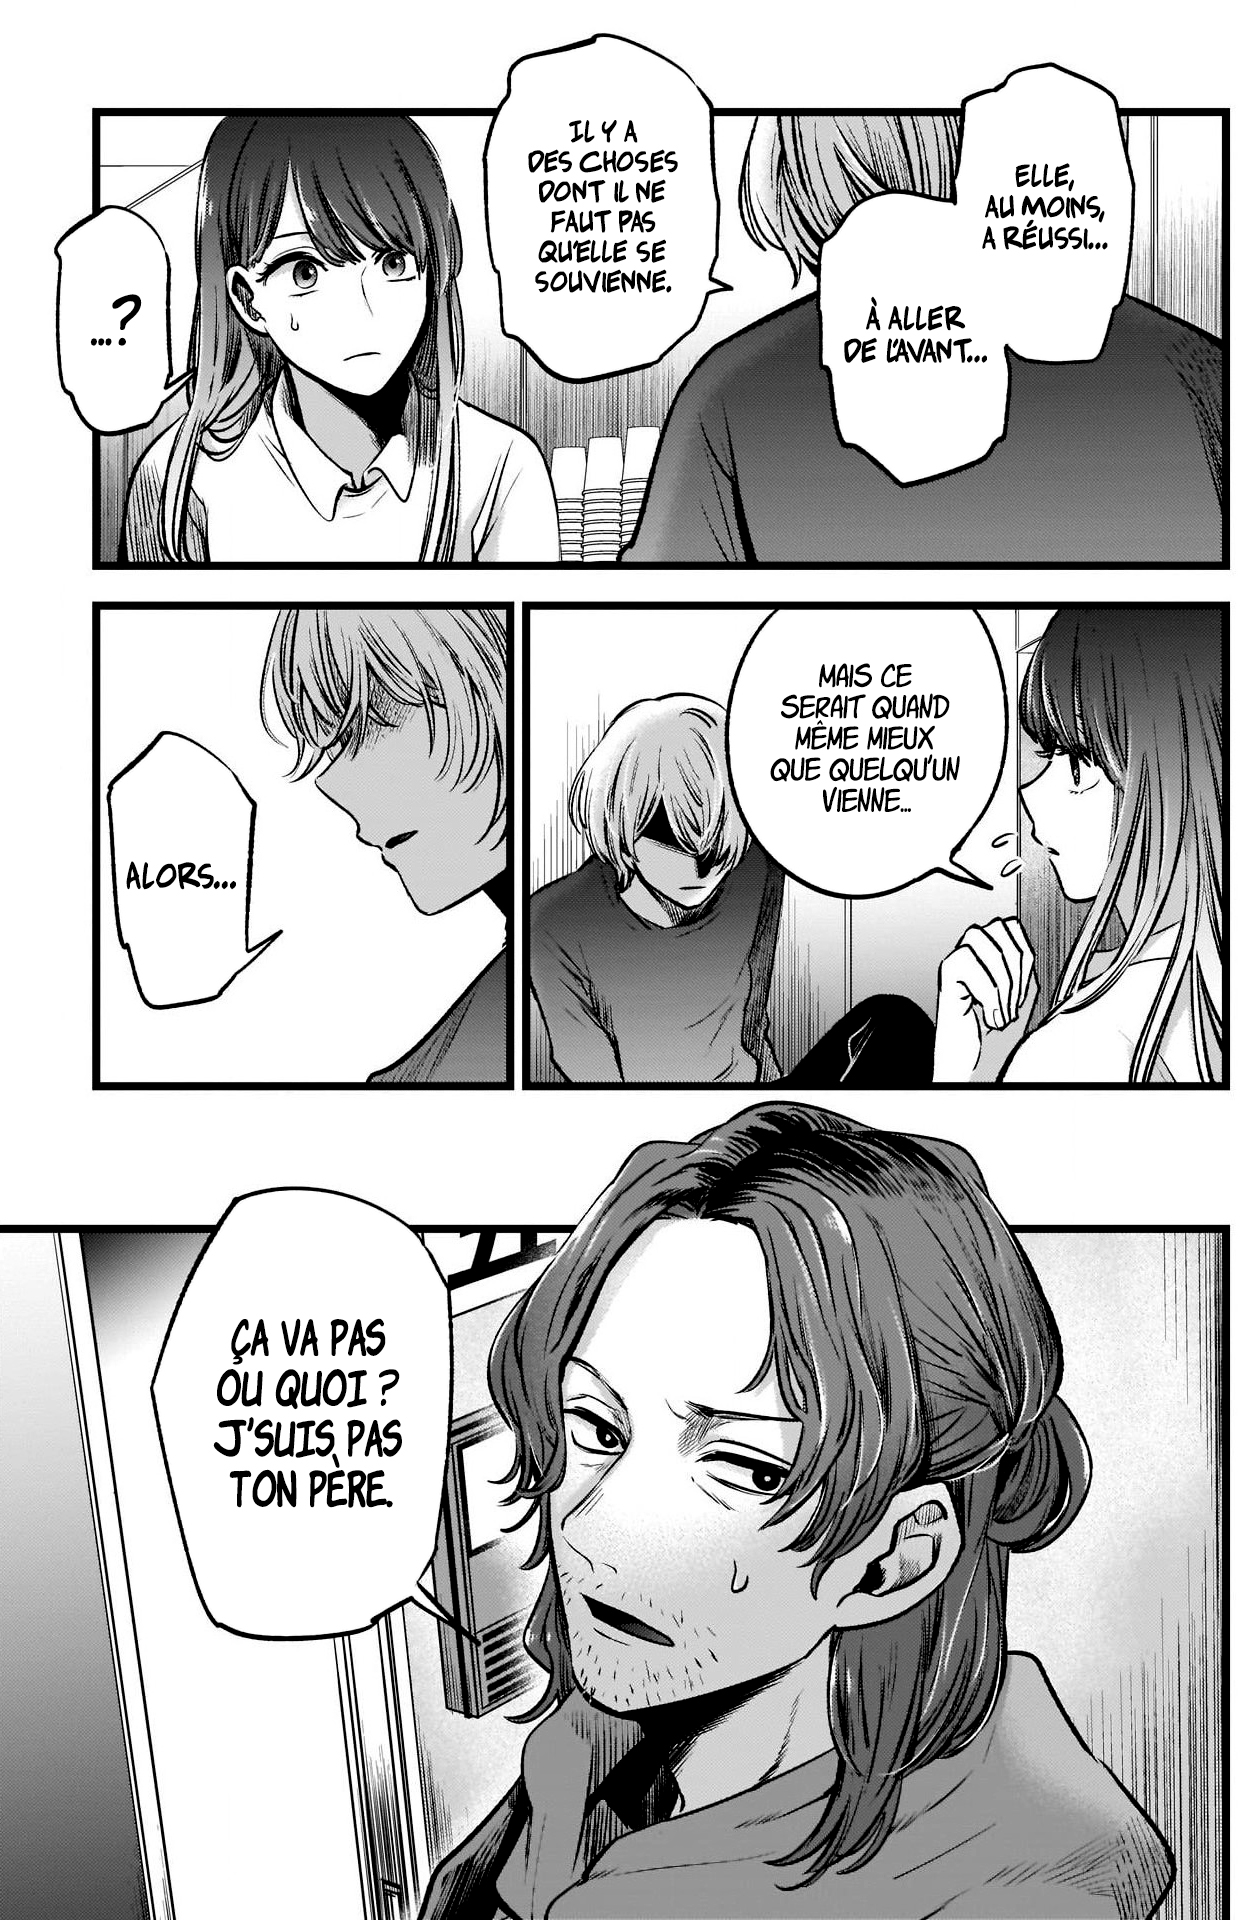 ELLE,
AU MOINS,
A RÉUSSI...
À ALLER
DE L'AVANT...
IL Y A
DES CHOSES
DONT IL NE
FAUT PAS
QU'ELLE SE
SOUVIENNE.
...?
MAIS CE
SERAIT QUAND
MÊME MIEUX
QUE QUELQU'UN
VIENNE...
ALORS...
ÇA VA PAS
OU QUOI ?
J'SUIS PAS
TON PÈRE.